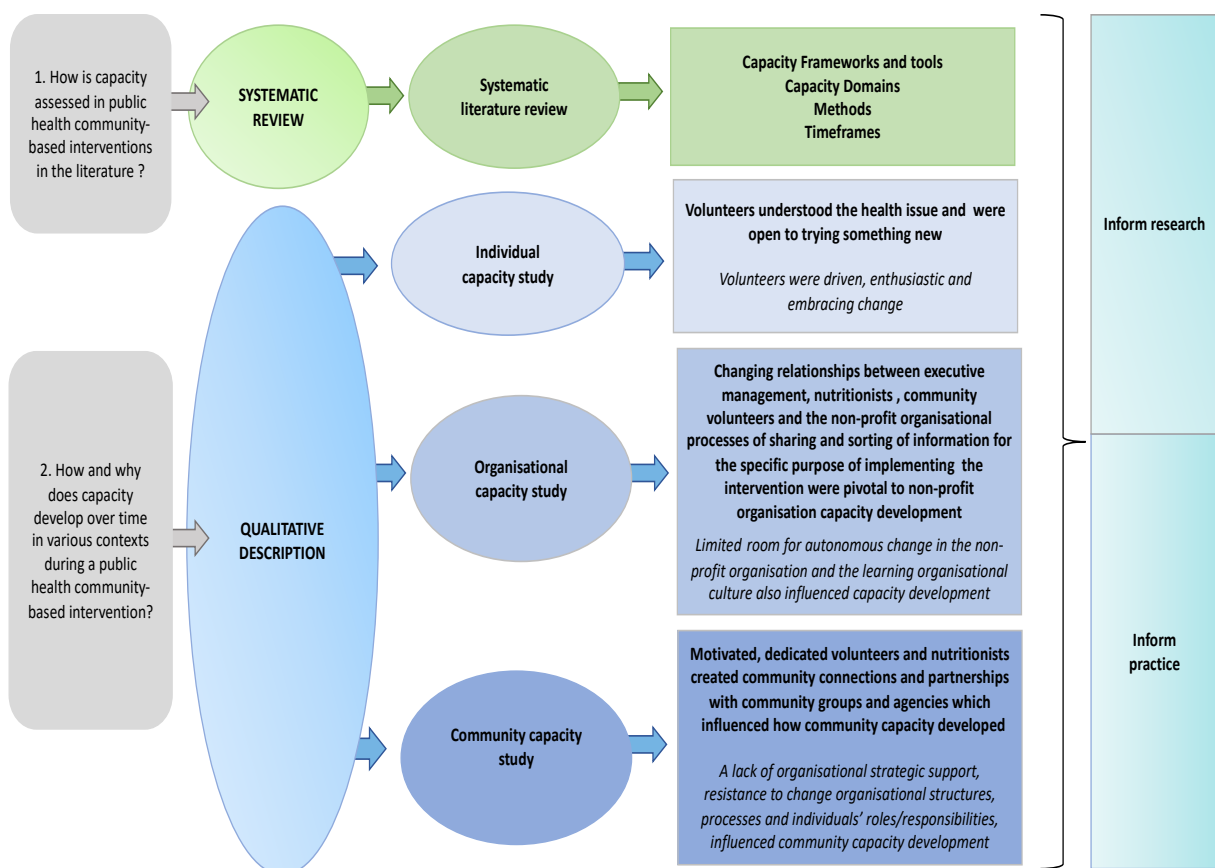 1. How is capacity
assessed in public
health community-
based interventions
in the literature ?
SYSTEMATIC
REVIEW
Systematic
literature review
Capacity Frameworks and tools
Capacity Domains
Methods
Timeframes
2. How and why
does capacity
develop over time
in various contexts
during a public
health community-
based intervention?
QUALITATIVE
DESCRIPTION
Individual
capacity study
Volunteers understood the health issue and were
open to trying something new
Volunteers were driven, enthusiastic and
embracing change
Organisational
capacity study
Changing relationships between executive
management, nutritionists , community
volunteers and the non-profit organisational
processes of sharing and sorting of information for
the specific purpose of implementing the
intervention were pivotal to non-profit
organisation capacity development
Limited room for autonomous change in the non-
profit organisation and the learning organisational
culture also influenced capacity development
Community capacity
study
Motivated, dedicated volunteers and nutritionists
created community connections and partnerships
with community groups and agencies which
influenced how community capacity developed
A lack of organisational strategic support,
resistance to change organisational structures,
processes and individuals' roles/responsibilities,
influenced community capacity development
Inform research
Inform
practice